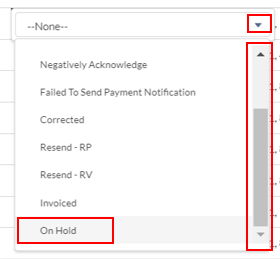 --None--
Negatively Acknowledge
Failed To Send Payment Notification
Corrected
Resend - RP
Resend - RV
Invoiced
On Hold